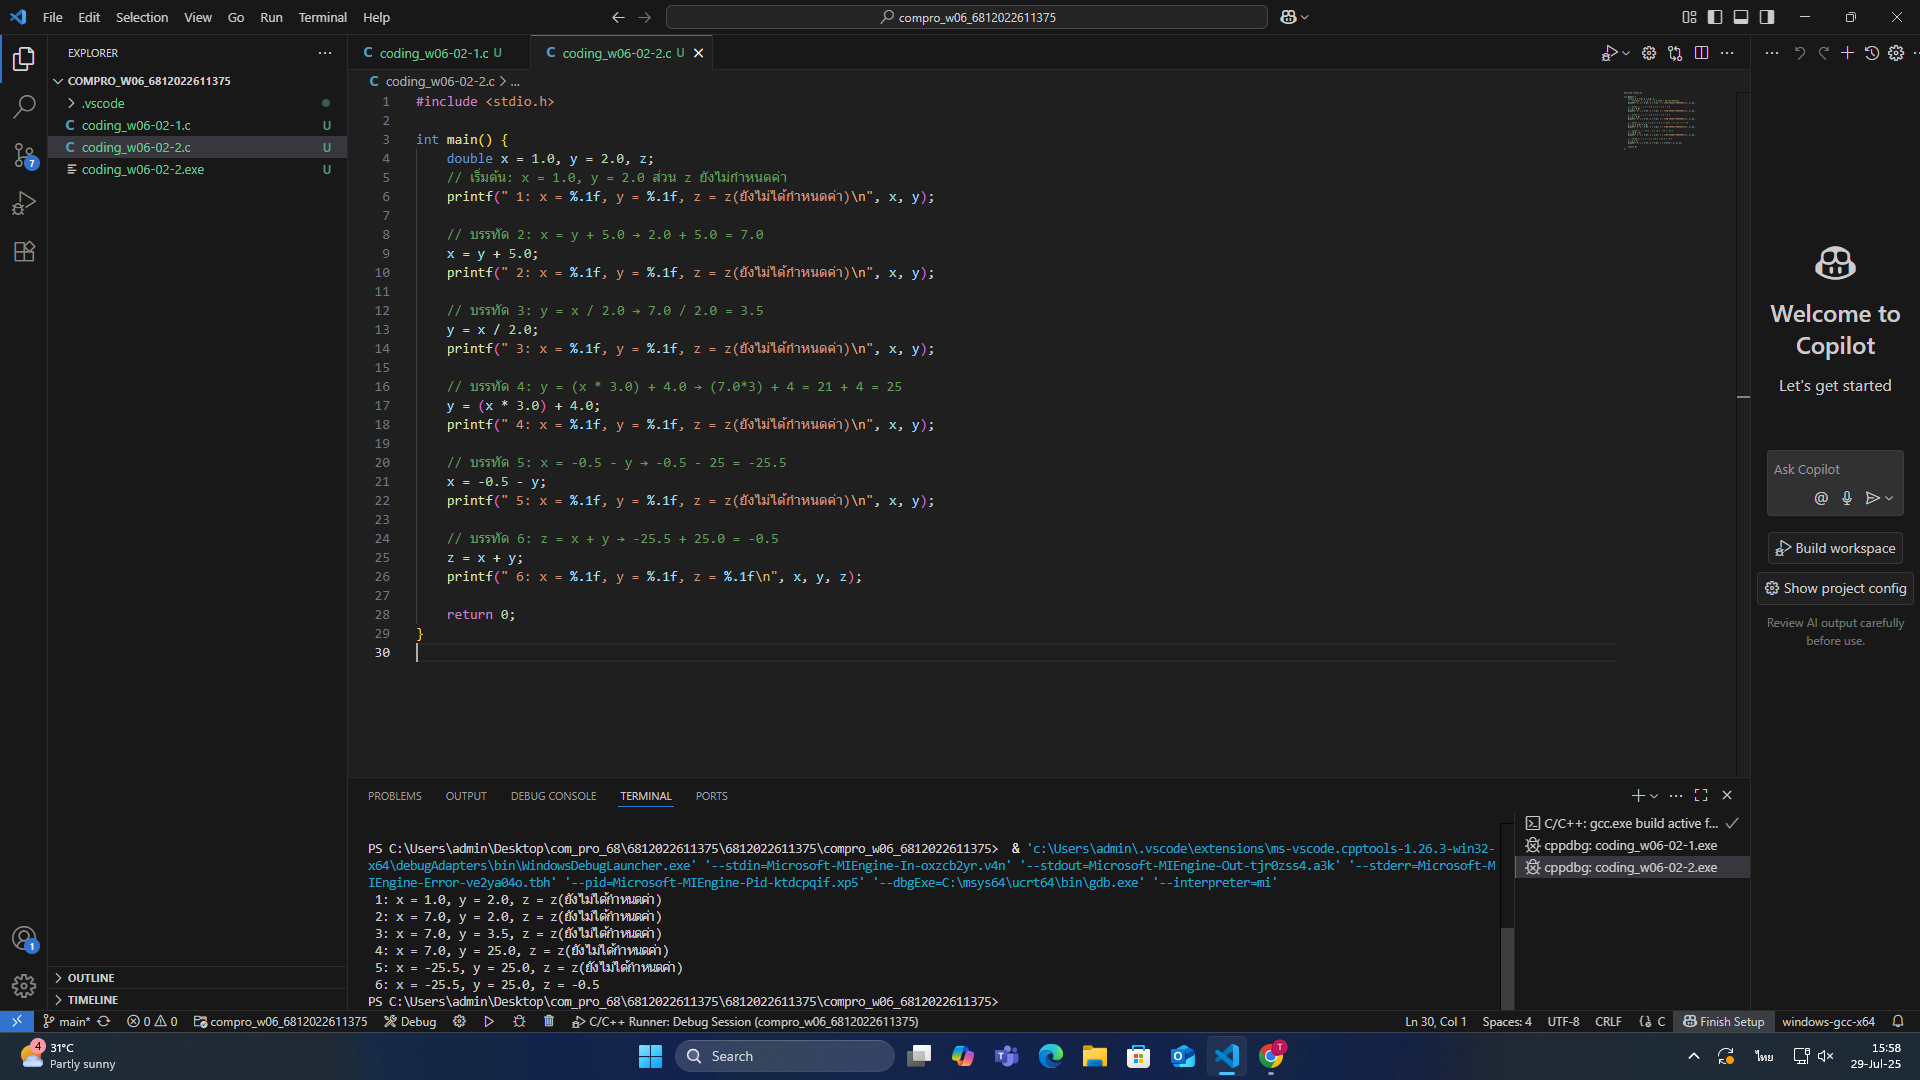 File Edit Selection View Go Run Terminal Help
compro_w06_6812022611375
EXPLORER
COMPRO_W06_6812022611375
.vscode
C coding_w06-02-1.c U
C coding_w06-02-2.c U
coding_w06-02-2.exe U
7
1
OUTLINE
TIMELINE
C coding_w06-02-1.c U
C coding_w06-02-2.c U
C coding_w06-02-2.c > ...
1 #include <stdio.h>
2
3 int main() {
4 double x = 1.0, y = 2.0, z;
5 // เริ่มต้น: x = 1.0, y = 2.0 ส่วน z ยังไม่กำหนดค่า
6 printf(" 1: x = %.1f, y = %.1f, z = z(ยังไม่ได้กำหนดค่า)\n", x, y);
7
8 // บรรทัด 2: x = y + 5.0 → 2.0 + 5.0 = 7.0
9 x = y + 5.0;
10 printf(" 2: x = %.1f, y = %.1f, z = z(ยังไม่ได้กำหนดค่า)\n", x, y);
11
12 // บรรทัด 3: y = x / 2.0 → 7.0 / 2.0 = 3.5
13 y = x / 2.0;
14 printf(" 3: x = %.1f, y = %.1f, z = z(ยังไม่ได้กำหนดค่า)\n", x, y);
15
16 // บรรทัด 4: y = (x * 3.0) + 4.0 → (7.0*3) + 4 = 21 + 4 = 25
17 y = (x * 3.0) + 4.0;
18 printf(" 4: x = %.1f, y = %.1f, z = z(ยังไม่ได้กำหนดค่า)\n", x, y);
19
20 // บรรทัด 5: x = -0.5 - y → -0.5 - 25 = -25.5
21 x = -0.5 - y;
22 printf(" 5: x = %.1f, y = %.1f, z = z(ยังไม่ได้กำหนดค่า)\n", x, y);
23
24 // บรรทัด 6: z = x + y → -25.5 + 25.0 = -0.5
25 z = x + y;
26 printf(" 6: x = %.1f, y = %.1f, z = %.1f\n", x, y, z);
27
28 return 0;
29 }
30
Welcome to
Copilot
Let's get started
Ask Copilot
Build workspace
Show project config
Review AI output carefully
before use.
PROBLEMS OUTPUT DEBUG CONSOLE TERMINAL PORTS
PS C:\Users\admin\Desktop\com_pro_68\6812022611375\6812022611375\compro_w06_6812022611375> & 'c:\Users\admin\.vscode\extensions\ms-vscode.cpptools-1.26.3-win32-
x64\debugAdapters\bin\WindowsDebugLauncher.exe' '--stdin=Microsoft-MIEngine-In-oxzcb2yr.v4n' '--stdout=Microsoft-MIEngine-Out-tjr0zss4.a3k' '--stderr=Microsoft-M
IEngine-Error-ve2ya04o.tbh' '--pid=Microsoft-MIEngine-Pid-ktdcpqif.xp5' '--dbgExe=C:\msys64\ucrt64\bin\gdb.exe' '--interpreter=mi'
1: x = 1.0, y = 2.0, z = z(ยังไม่ได้กำหนดค่า)
2: x = 7.0, y = 2.0, z = z(ยังไม่ได้กำหนดค่า)
3: x = 7.0, y = 3.5, z = z(ยังไม่ได้กำหนดค่า)
4: x = 7.0, y = 25.0, z = z(ยังไม่ได้กำหนดค่า)
5: x = -25.5, y = 25.0, z = z(ยังไม่ได้กำหนดค่า)
6: x = -25.5, y = 25.0, z = -0.5
PS C:\Users\admin\Desktop\com_pro_68\6812022611375\6812022611375\compro_w06_6812022611375>
C/C++: gcc.exe build active f...
cppdbg: coding_w06-02-1.exe
cppdbg: coding_w06-02-2.exe
main* 0 0 compro_w06_6812022611375 Debug C/C++ Runner: Debug Session (compro_w06_6812022611375) Ln 30, Col 1 Spaces: 4 UTF-8 CRLF {} C Finish Setup windows-gcc-x64
4
31°C
Partly sunny
Search
T
ไทย
15:58
29-Jul-25